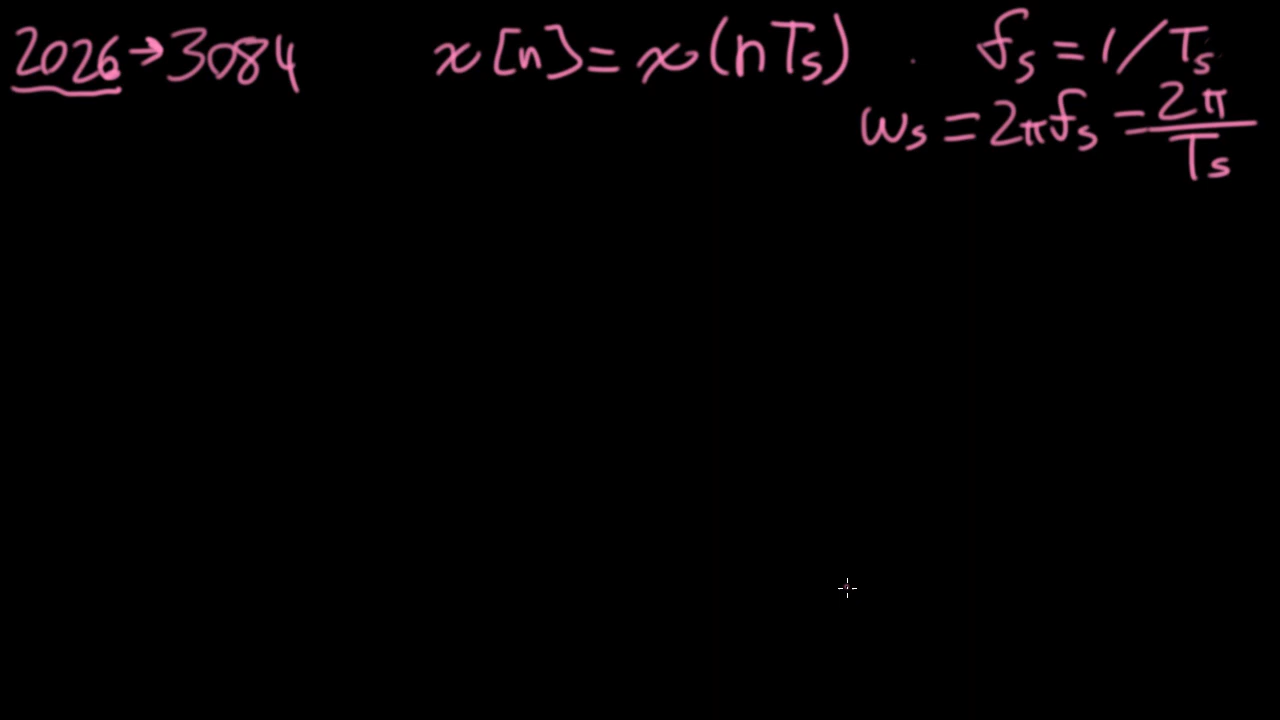 2026→3084 x[n]=x(nTs) . fs=1/Ts
ωs=2πfs=2π/Ts